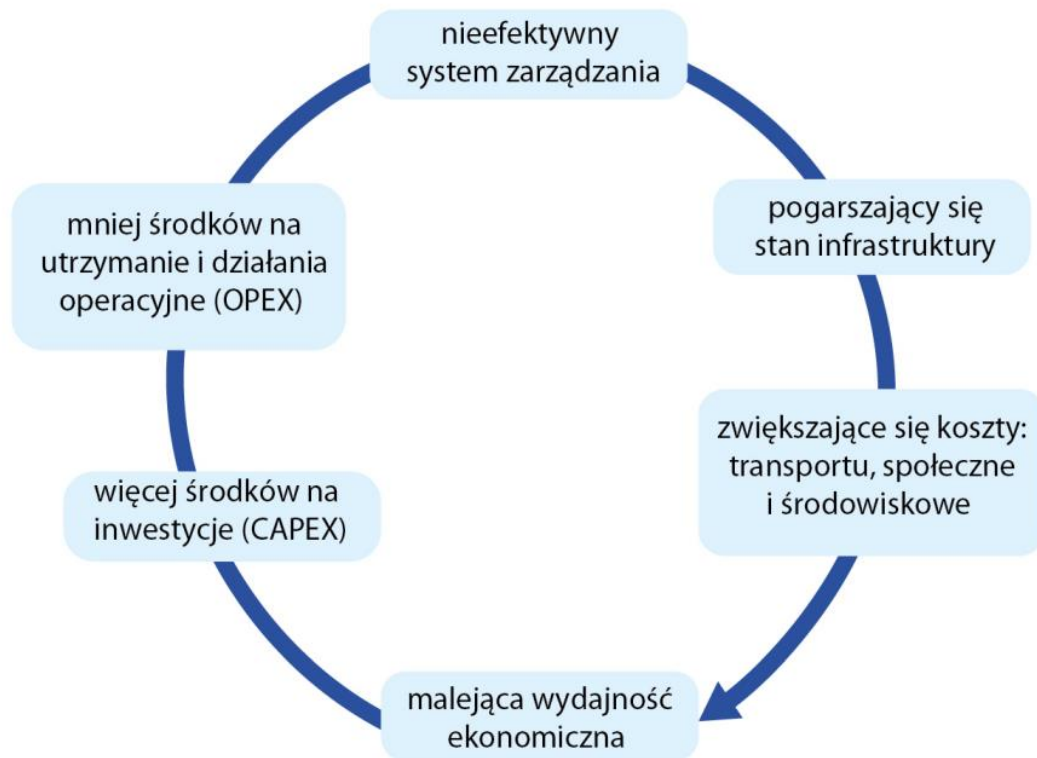 nieefektywny
system zarządzania
pogarszający się
stan infrastruktury
zwiększające się koszty:
transportu, społeczne
i środowiskowe
malejąca wydajność
ekonomiczna
więcej środków na
inwestycje (CAPEX)
mniej środków na
utrzymanie i działania
operacyjne (OPEX)